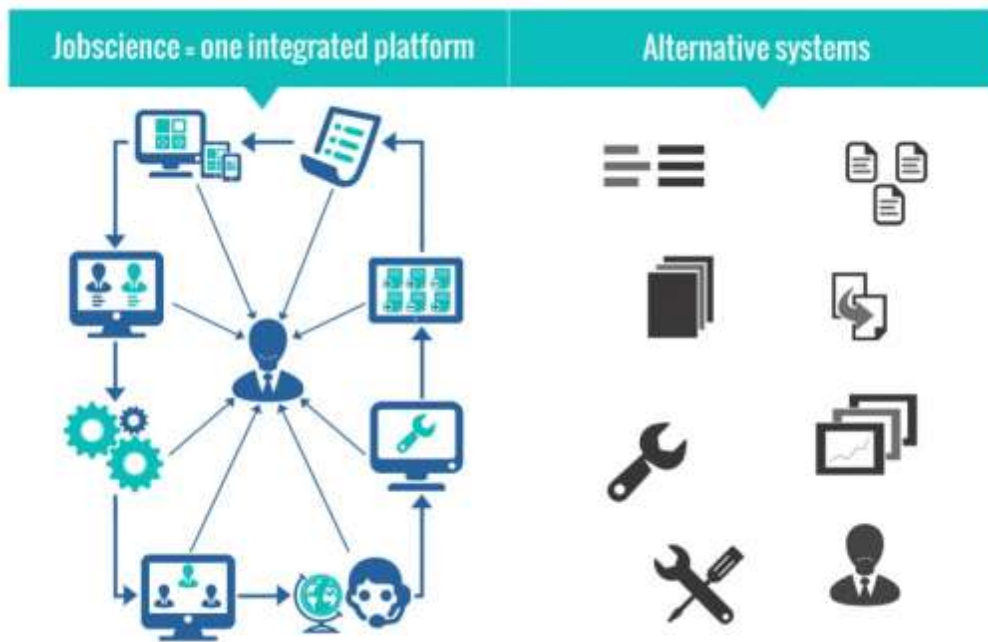 Jobscience = one integrated platform
Alternative systems